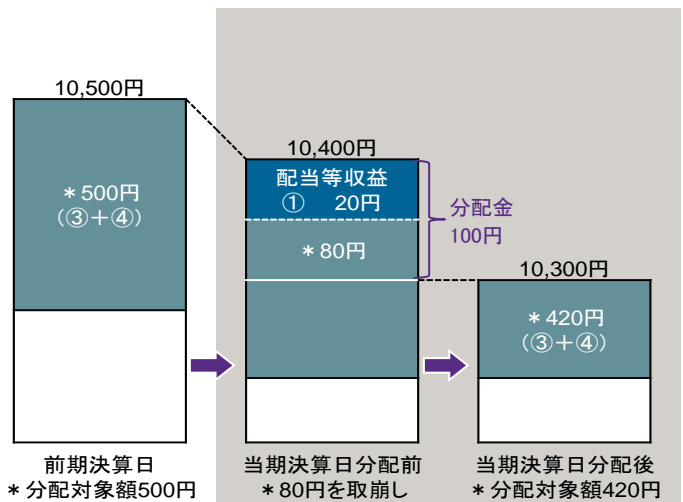 10,500円
＊500円
（③＋④）
前期決算日
＊分配対象額500円
10,400円
配当等収益
① 20円
＊80円
分配金
100円
当期決算日分配前
＊80円を取崩し
10,300円
＊420円
（③＋④）
当期決算日分配後
＊分配対象額420円